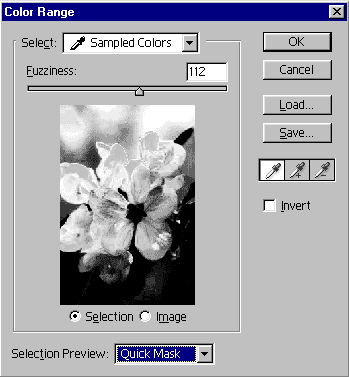 Color Range
Select: Sampled Colors
OK
Fuzziness: 112
Cancel
Load...
Save...
Invert
Selection Image
Selection Preview: Quick Mask